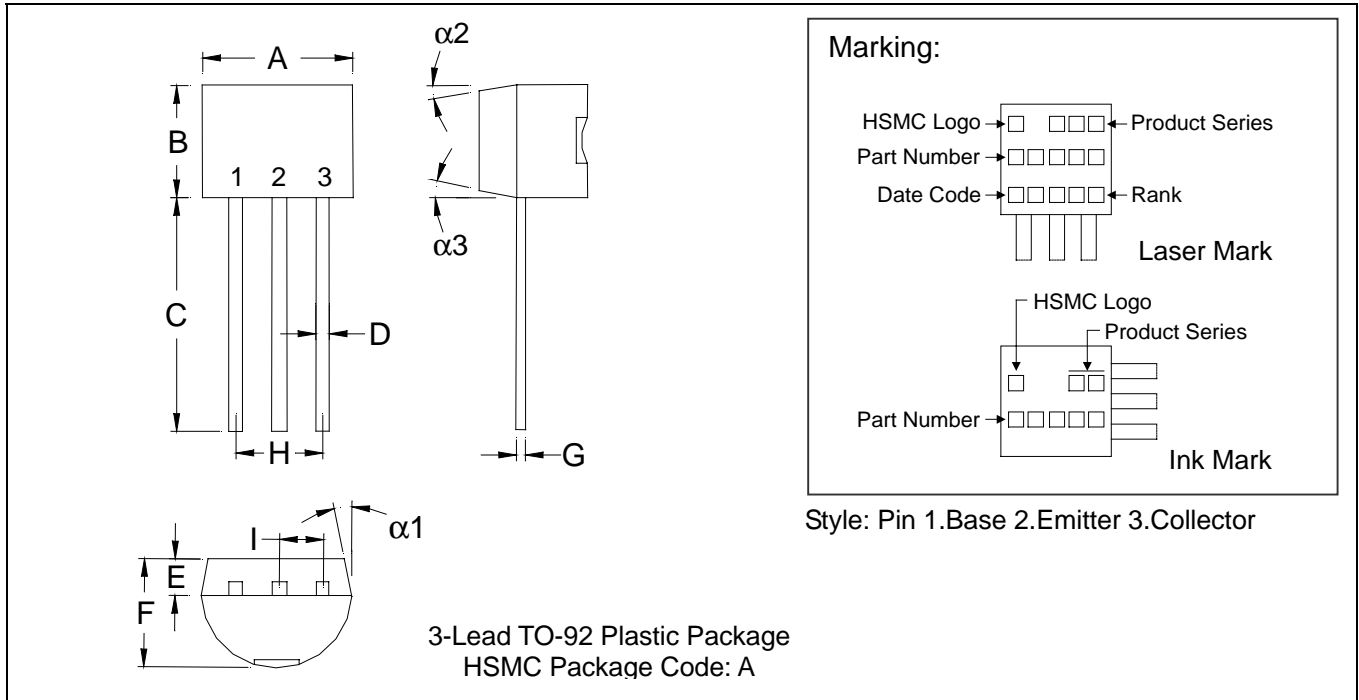 A
B
1 2 3
C
D
H
α2
α3
G
I
α1
E
F
3-Lead TO-92 Plastic Package
HSMC Package Code: A
Marking:
HSMC Logo
Product Series
Part Number
Date Code
Rank
Laser Mark
HSMC Logo
Product Series
Part Number
Ink Mark
Style: Pin 1.Base 2.Emitter 3.Collector